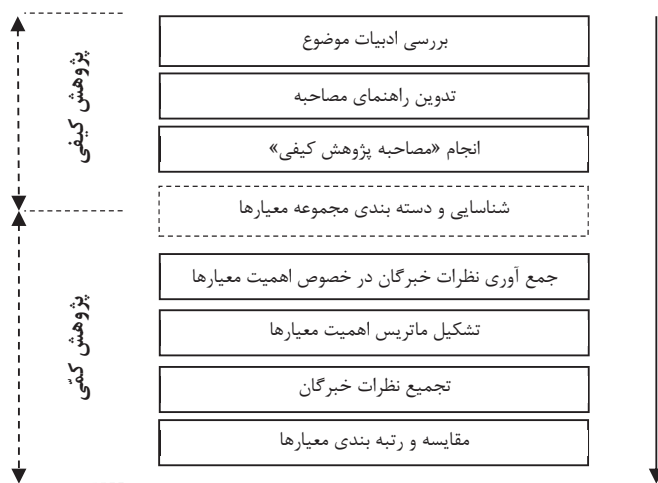 پژوهش کیفی
بررسی ادبیات موضوع
تدوین راهنمای مصاحبه
انجام «مصاحبه پژوهش کیفی»
شناسایی و دسته بندی مجموعه معیارها
پژوهش کمّی
جمع آوری نظرات خبرگان در خصوص اهمیت معیارها
تشکیل ماتریس اهمیت معیارها
تجمیع نظرات خبرگان
مقایسه و رتبه بندی معیارها